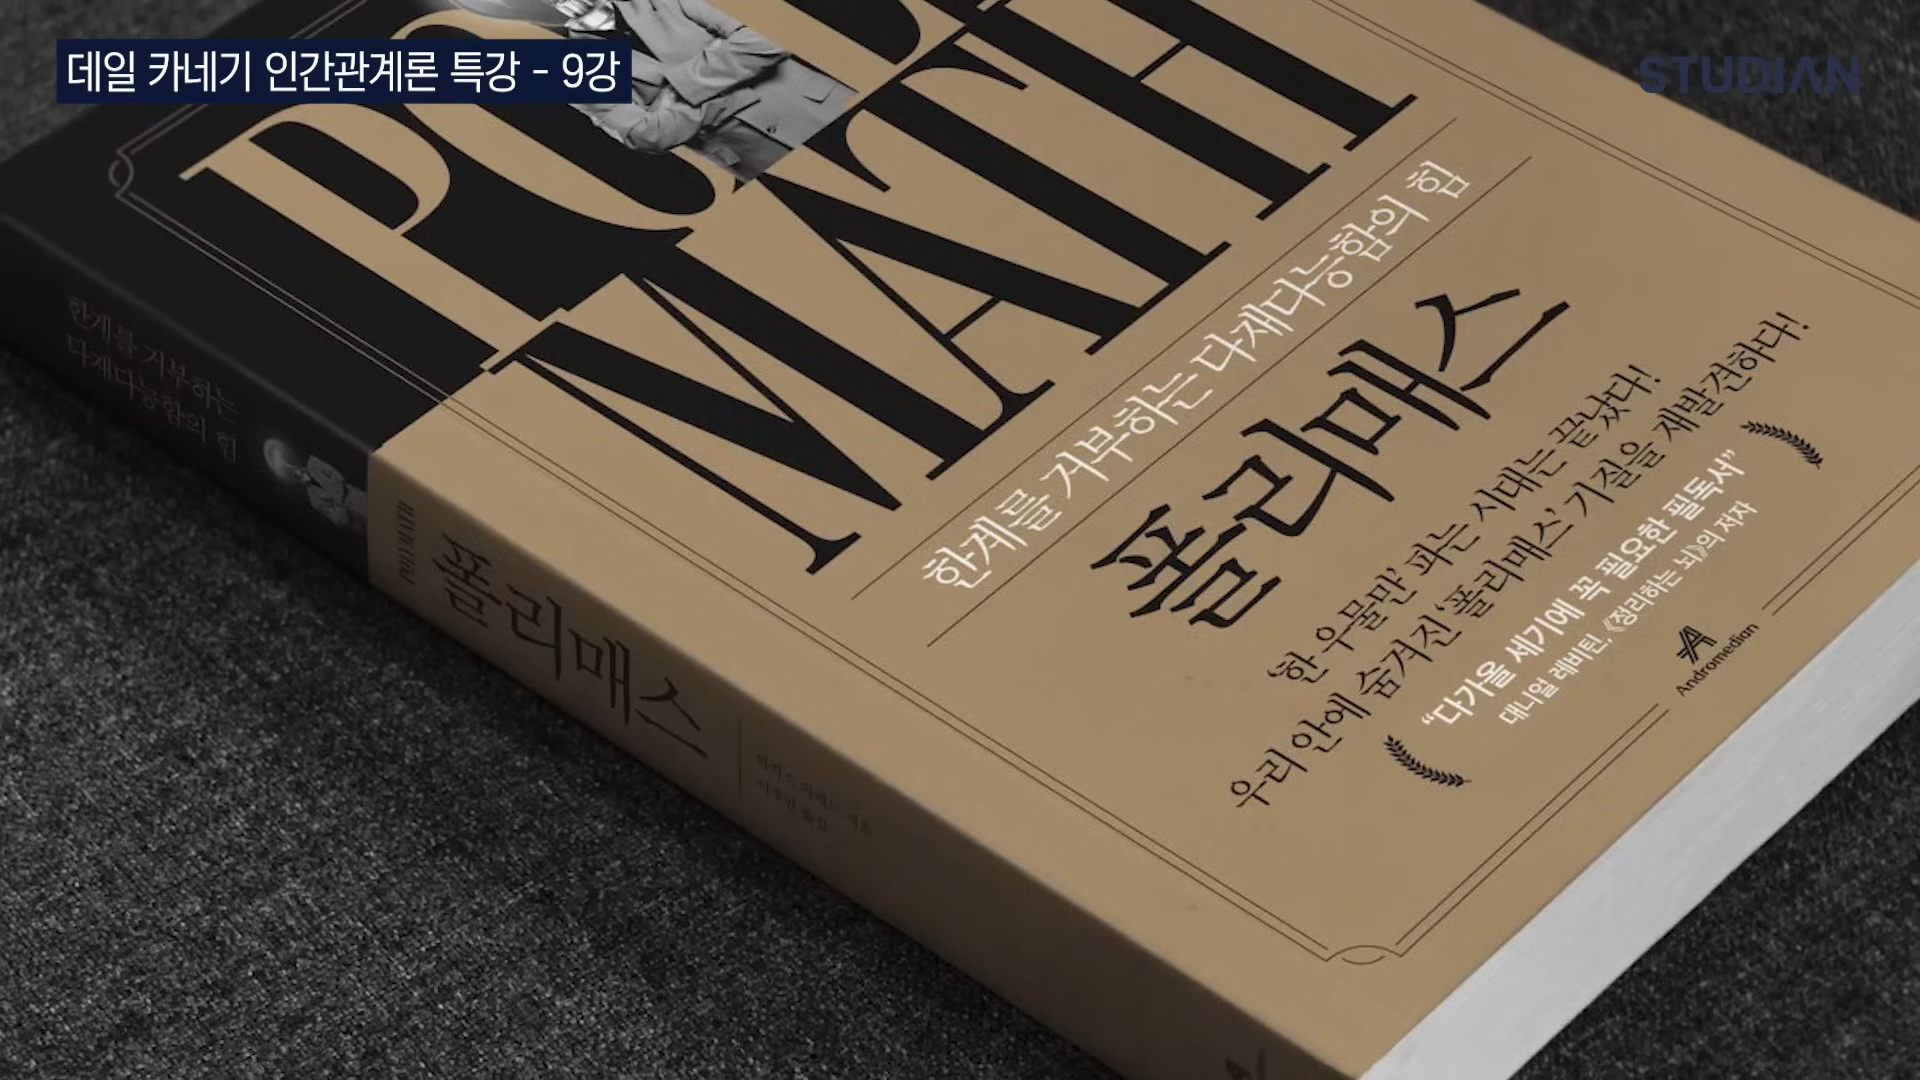 데일 카네기 인간관계론 특강 - 9강
STUDIAN
MATH
한계를 거부하는 다재다능함의 힘
폴리매스
‘한 우물만’ 파는 시대는 끝났다!
우리 안에 숨겨진 ‘폴리매스’ 기질을 재발견하다!
“다가올 세기에 꼭 필요한 필독서”
대니얼 레비틴, 《정리하는 뇌》의 저자
Andromedian
한계를 거부하는
다재다능함의 힘
POLYMATH
폴리매스